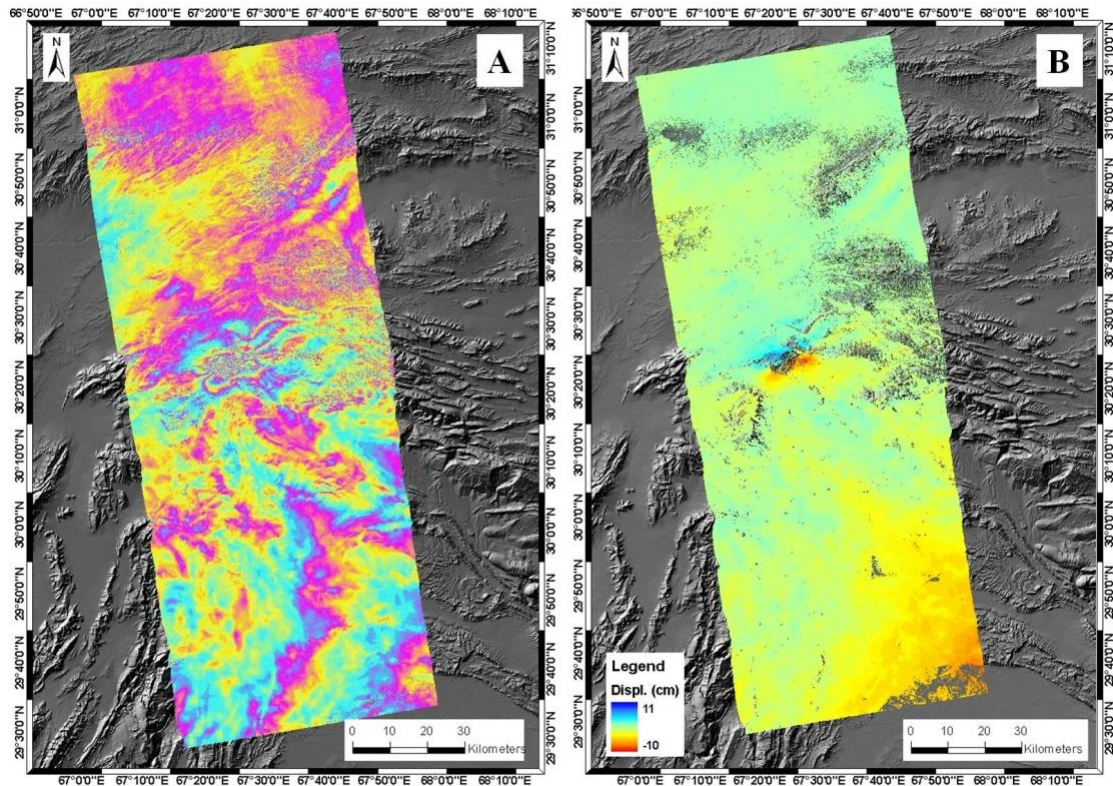 66°50'0"E 67°0'0"E 67°10'0"E 67°20'0"E 67°30'0"E 67°40'0"E 67°50'0"E 68°0'0"E
N
A
31°10'0"N
31°0'0"N
30°50'0"N
30°40'0"N
30°30'0"N
30°20'0"N
30°10'0"N
30°0'0"N
29°50'0"N
29°40'0"N
29°30'0"N
0 10 20 30
Kilometers
67°0'0"E 67°10'0"E 67°20'0"E 67°30'0"E 67°40'0"E 67°50'0"E 68°0'0"E 68°10'0"E
66°50'0"E 67°0'0"E 67°10'0"E 67°20'0"E 67°30'0"E 67°40'0"E 67°50'0"E 68°0'0"E
N
B
31°10'0"N
31°0'0"N
30°50'0"N
30°40'0"N
30°30'0"N
30°20'0"N
30°10'0"N
30°0'0"N
29°50'0"N
29°40'0"N
29°30'0"N
Legend
Displ. (cm)
11
-10
0 10 20 30
Kilometers
67°0'0"E 67°10'0"E 67°20'0"E 67°30'0"E 67°40'0"E 67°50'0"E 68°0'0"E 68°10'0"E